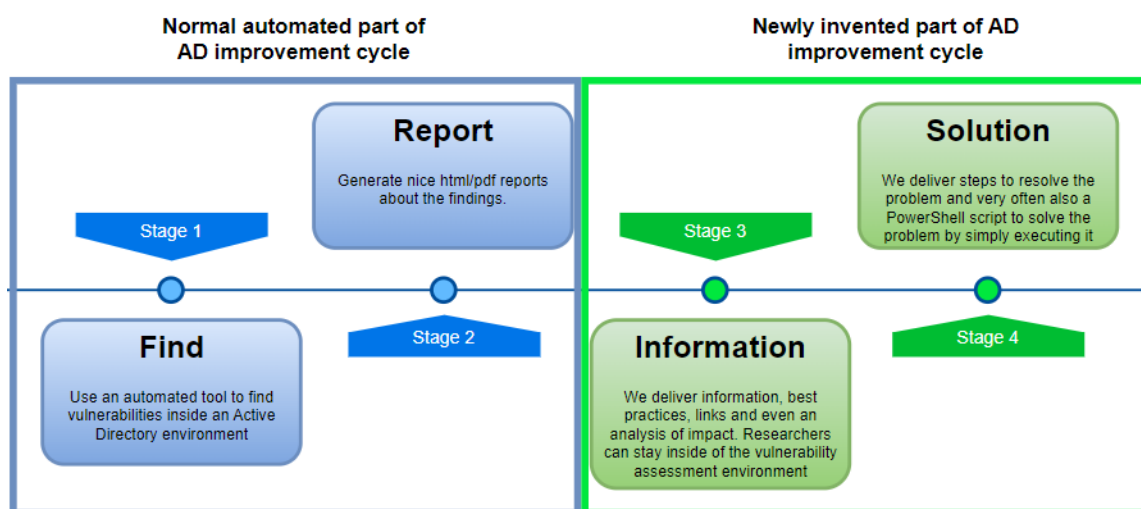 Normal automated part of
AD improvement cycle
Newly invented part of AD
improvement cycle
Report
Generate nice html/pdf reports
about the findings.
Solution
We deliver steps to resolve the
problem and very often also a
PowerShell script to solve the
problem by simply executing it
Stage 1
Stage 3
Find
Use an automated tool to find
vulnerabilities inside an Active
Directory environment
Stage 2
Information
We deliver information, best
practices, links and even an
analysis of impact. Researchers
can stay inside of the vulnerability
assessment environment
Stage 4